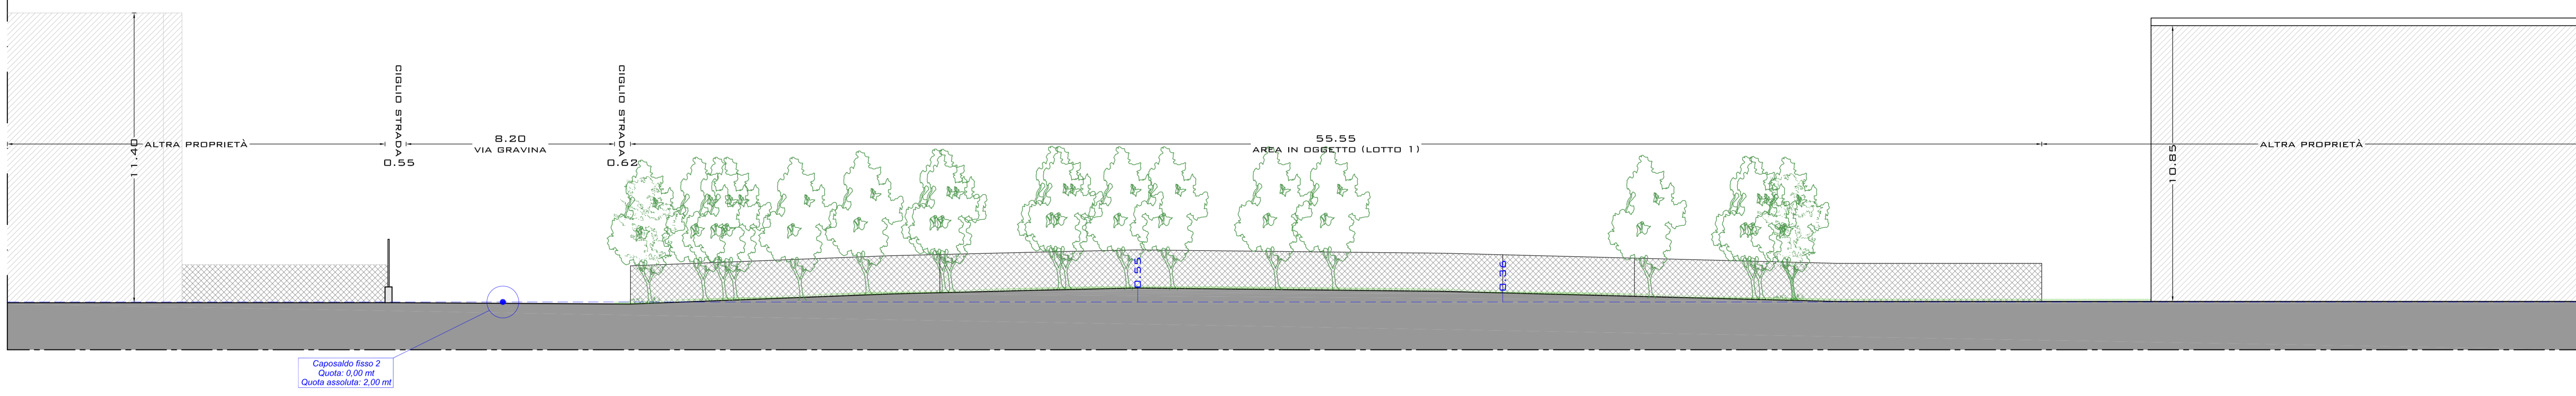 11.40
ALTRA PROPRIETÀ
CIGLIO STRADA
0.55
8.20
VIA GRAVINA
CIGLIO STRADA
0.62
55.55
AREA IN OGGETTO (LOTTO 1)
0.55
0.36
ALTRA PROPRIETÀ
10.85
Caposaldo fisso 2
Quota: 0,00 mt
Quota assoluta: 2,00 mt